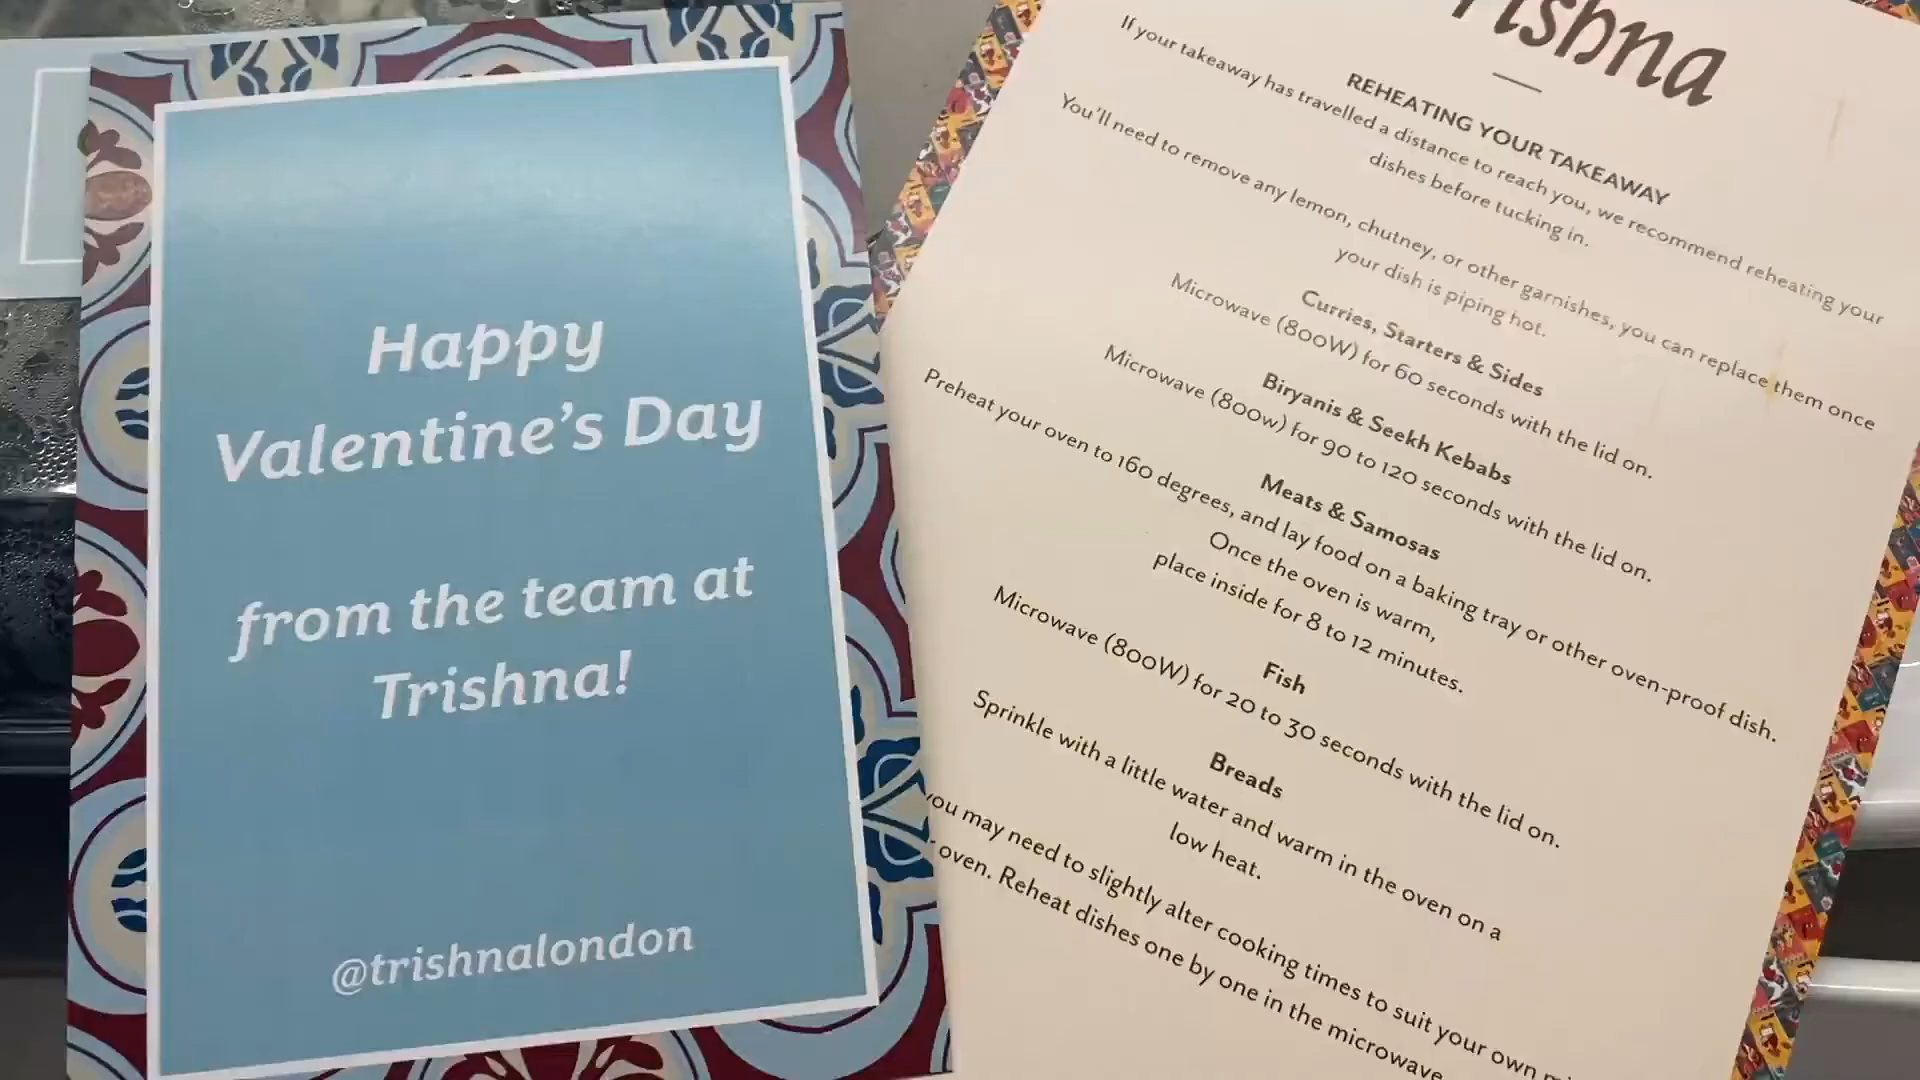 Happy
Valentine's Day
from the team at
Trishna!
@trishnalondon
REHEATING YOUR TAKEAWAY
If your takeaway has travelled a distance to reach you, we recommend reheating your
dishes before tucking in.
You'll need to remove any lemon, chutney, or other garnishes, you can replace them once
your dish is piping hot.
Curries, Starters & Sides
Microwave (800W) for 60 seconds with the lid on.
Biryanis & Seekh Kebabs
Microwave (800w) for 90 to 120 seconds with the lid on.
Meats & Samosas
Preheat your oven to 160 degrees, and lay food on a baking tray or other oven-proof dish.
Once the oven is warm,
place inside for 8 to 12 minutes.
Fish
Microwave (800W) for 20 to 30 seconds with the lid on.
Breads
Sprinkle with a little water and warm in the oven on a
low heat.
you may need to slightly alter cooking times to suit your own
oven. Reheat dishes one by one in the microwave